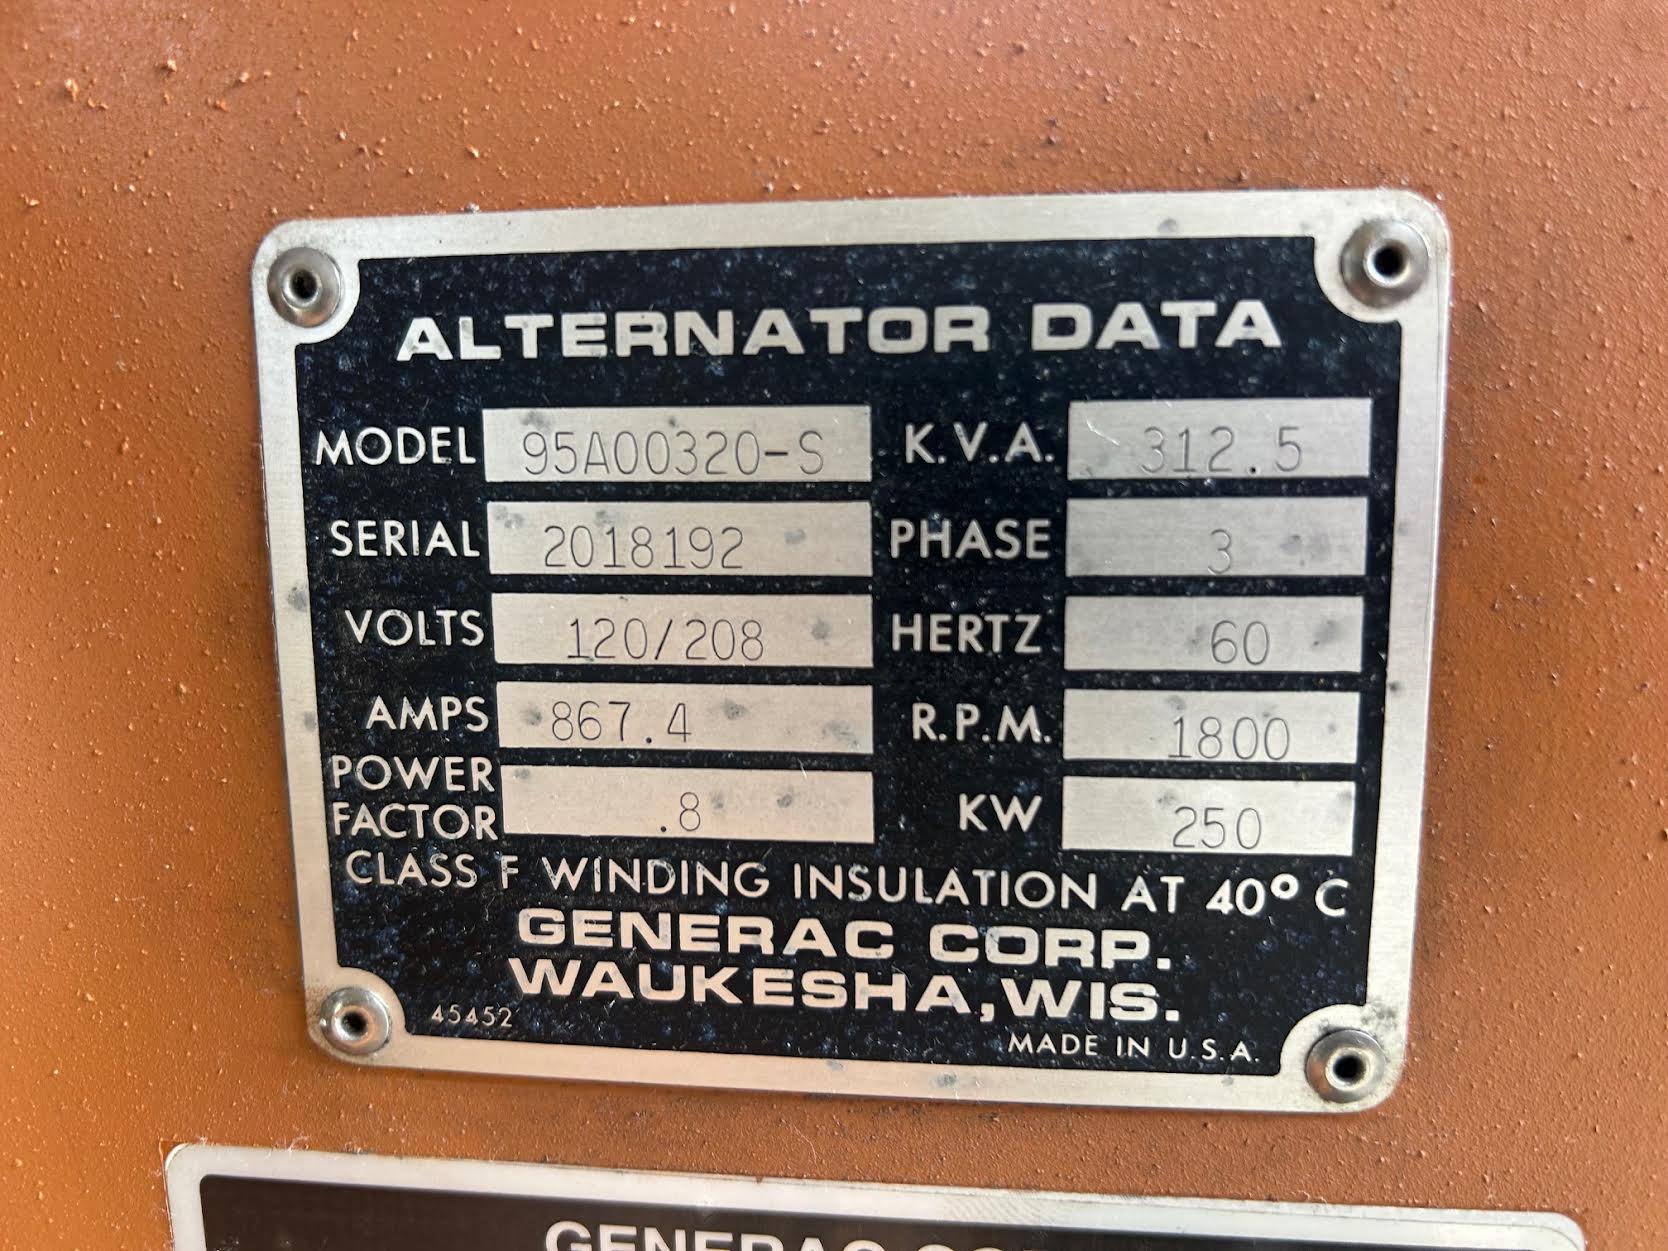 ALTERNATOR DATA
MODEL 95A00320-S K.V.A. 312.5
SERIAL 2018192 PHASE 3
VOLTS 120/208 HERTZ 60
AMPS 867.4 R.P.M. 1800
POWER FACTOR .8 KW 250
CLASS F WINDING INSULATION AT 40° C
GENERAC CORP.
WAUKESHA, WIS.
45452
MADE IN U.S.A.
GENERAC